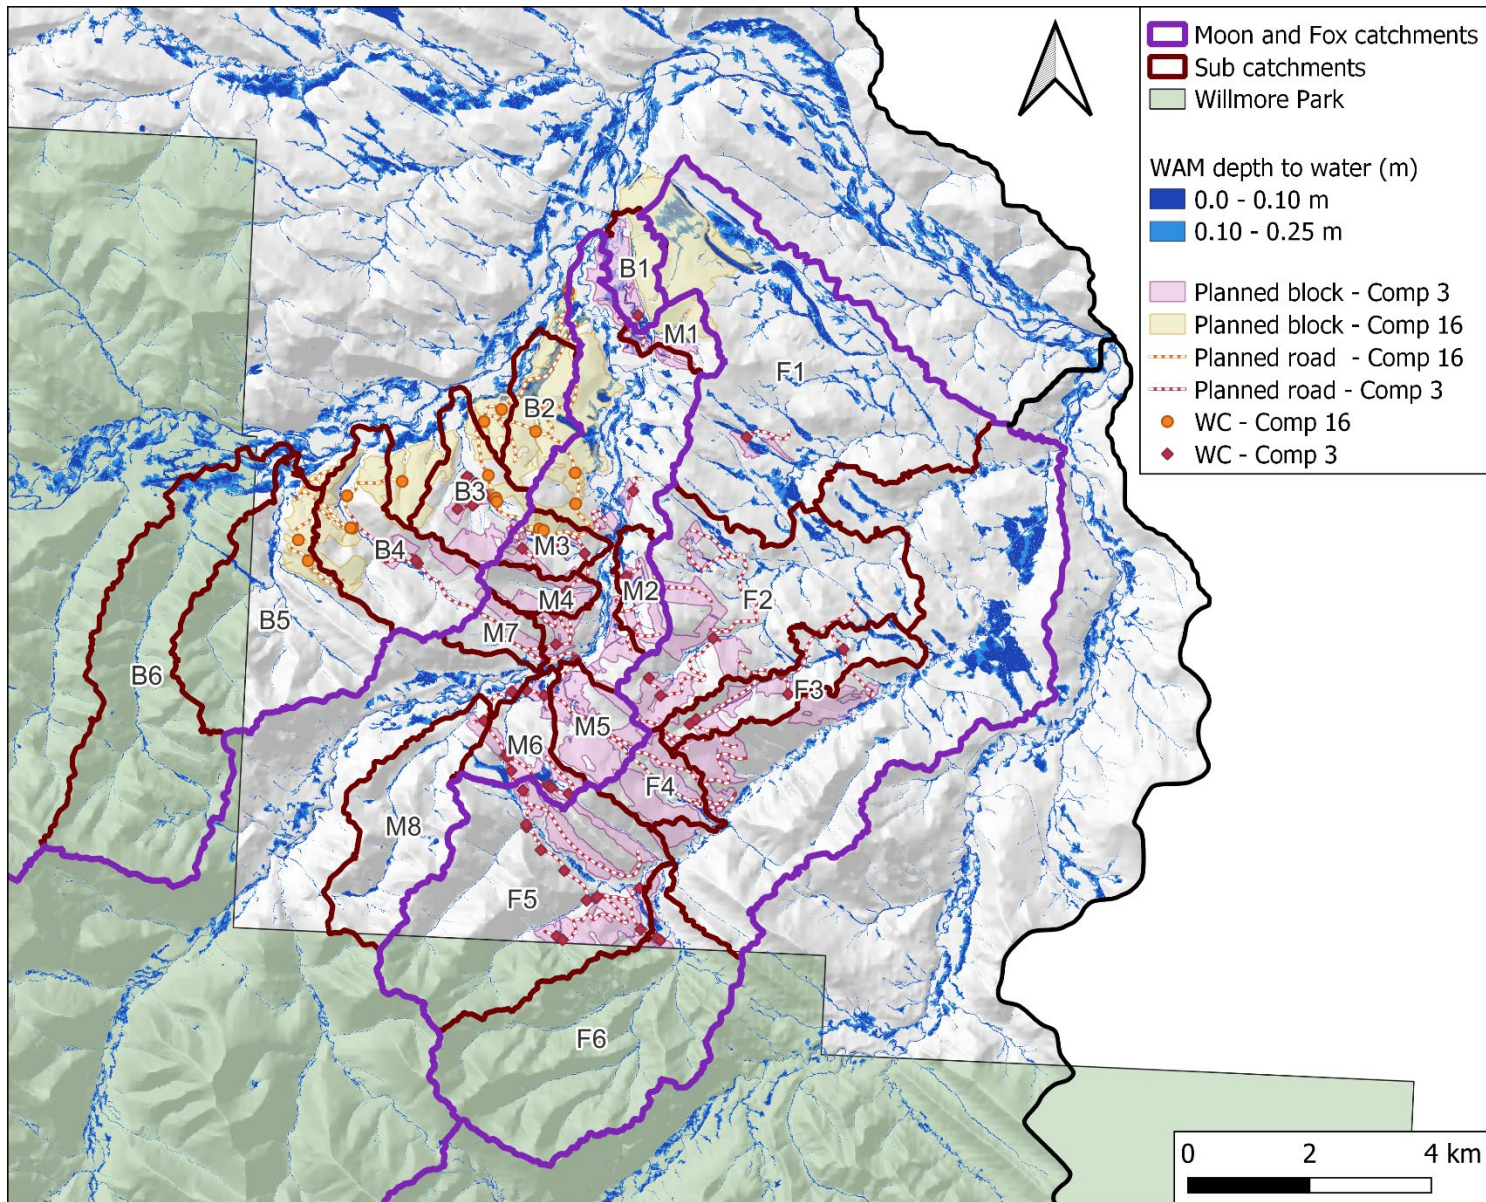 Moon and Fox catchments
Sub catchments
Willmore Park
WAM depth to water (m)
0.0 - 0.10 m
0.10 - 0.25 m
Planned block - Comp 3
Planned block - Comp 16
Planned road - Comp 16
Planned road - Comp 3
WC - Comp 16
WC - Comp 3
B1
M1
F1
B2
B3
B4
M3
M4
M2
F2
M7
B5
B6
F3
M5
M6
F4
M8
F5
F6
0 2 4 km